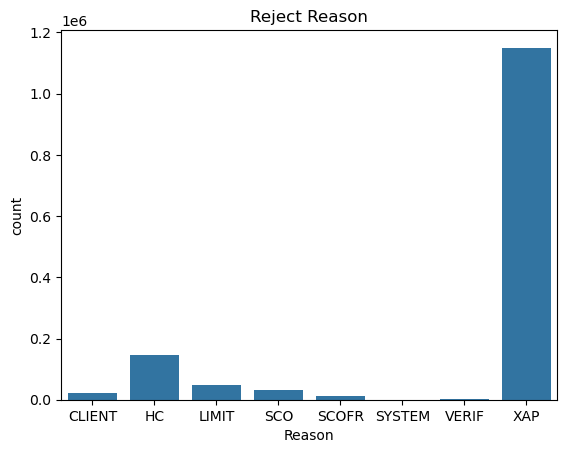 Reject Reason
1e6
1.2
1.0
0.8
0.6
0.4
0.2
0.0
count
CLIENT HC LIMIT SCO SCOFR SYSTEM VERIF XAP
Reason